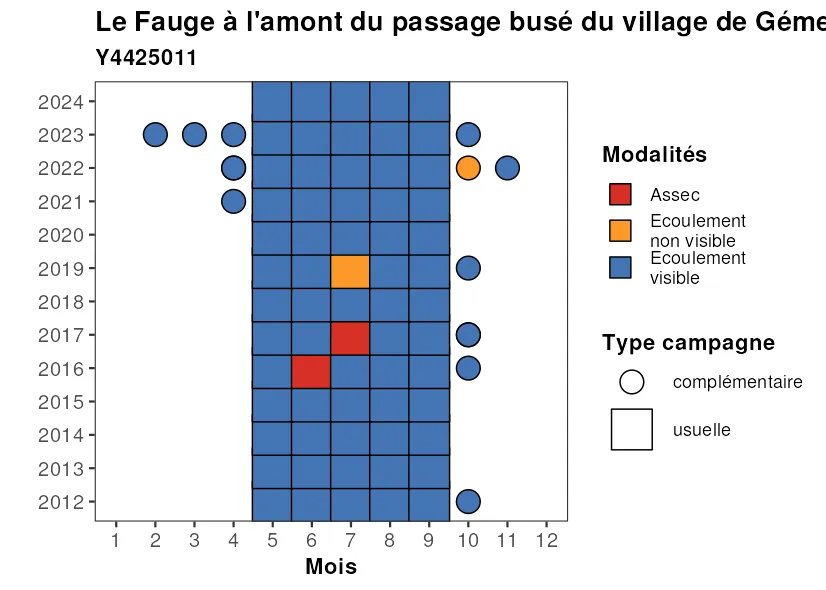 Le Fauge à l'amont du passage busé du village de Géme
Y4425011
2024
2023
2022
2021
2020
2019
2018
2017
2016
2015
2014
2013
2012
1 2 3 4 5 6 7 8 9 10 11 12
Mois
Modalités
Assec
Ecoulement
non visible
Ecoulement
visible
Type campagne
complémentaire
usuelle